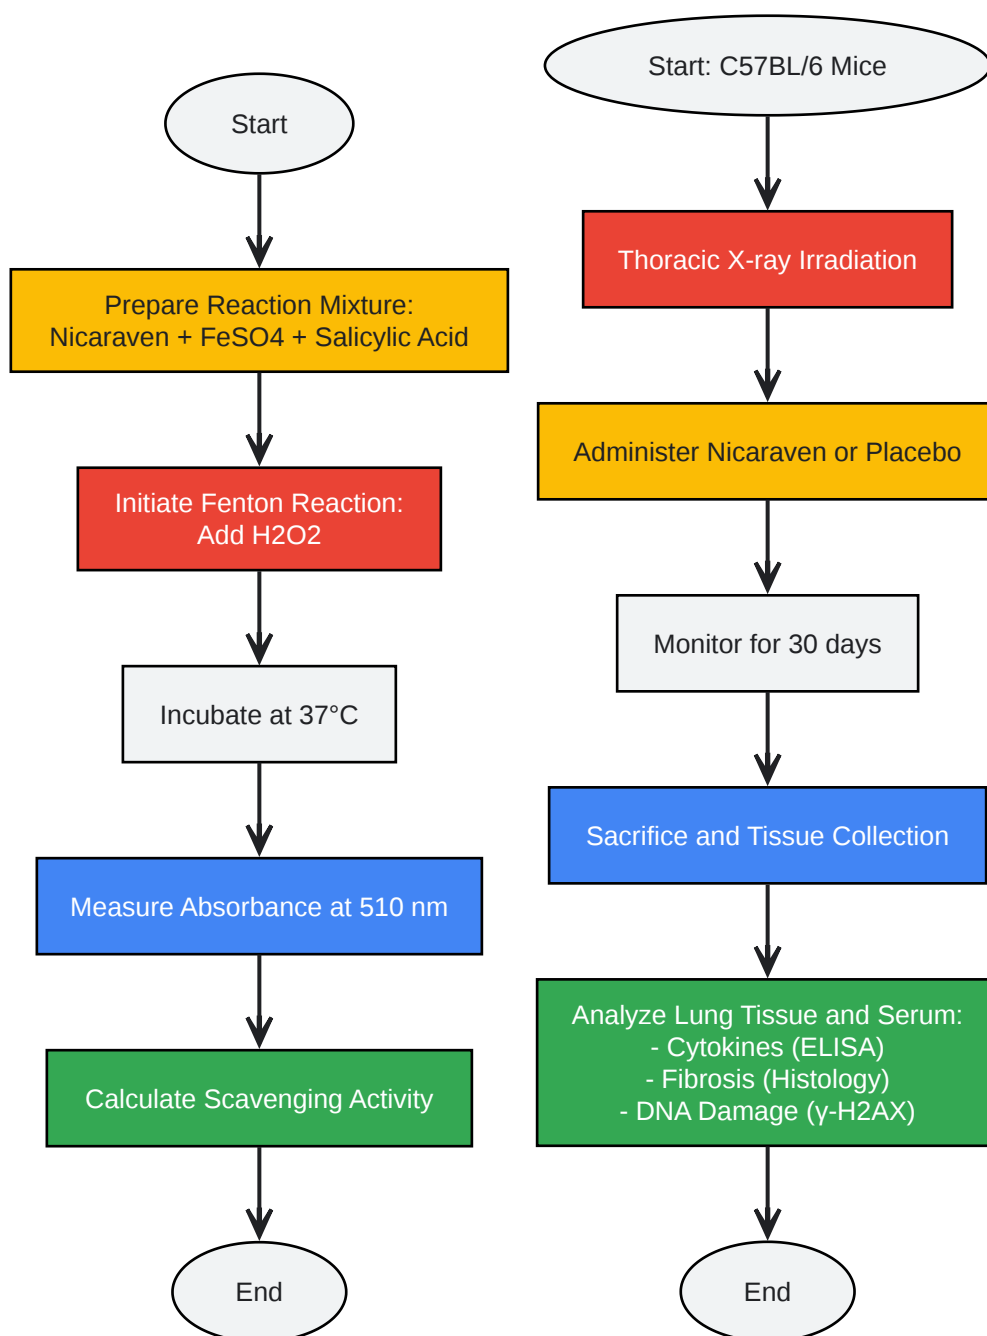 Start
Prepare Reaction Mixture:
Nicaraven + FeSO4 + Salicylic Acid
Initiate Fenton Reaction:
Add H2O2
Incubate at 37°C
Measure Absorbance at 510 nm
Calculate Scavenging Activity
End
Start: C57BL/6 Mice
Thoracic X-ray Irradiation
Administer Nicaraven or Placebo
Monitor for 30 days
Sacrifice and Tissue Collection
Analyze Lung Tissue and Serum:
- Cytokines (ELISA)
- Fibrosis (Histology)
- DNA Damage (γ-H2AX)
End